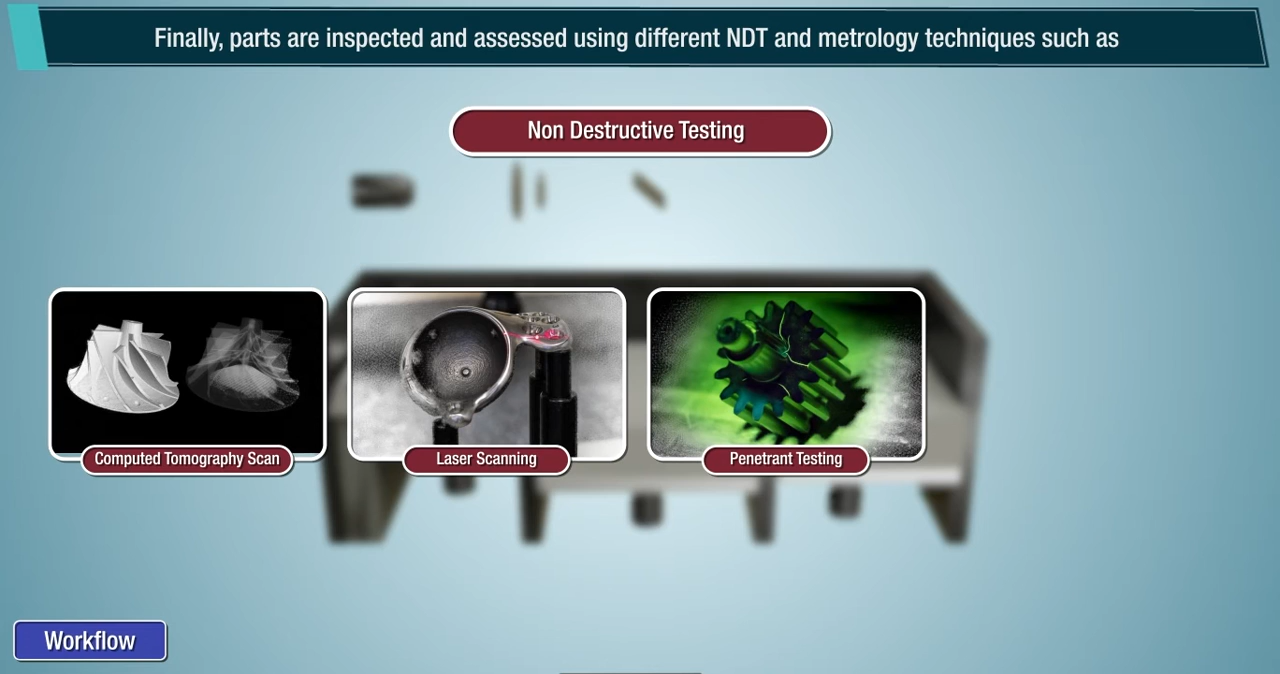 Finally, parts are inspected and assessed using different NDT and metrology techniques such as
Non Destructive Testing
Computed Tomography Scan
Laser Scanning
Penetrant Testing
Workflow